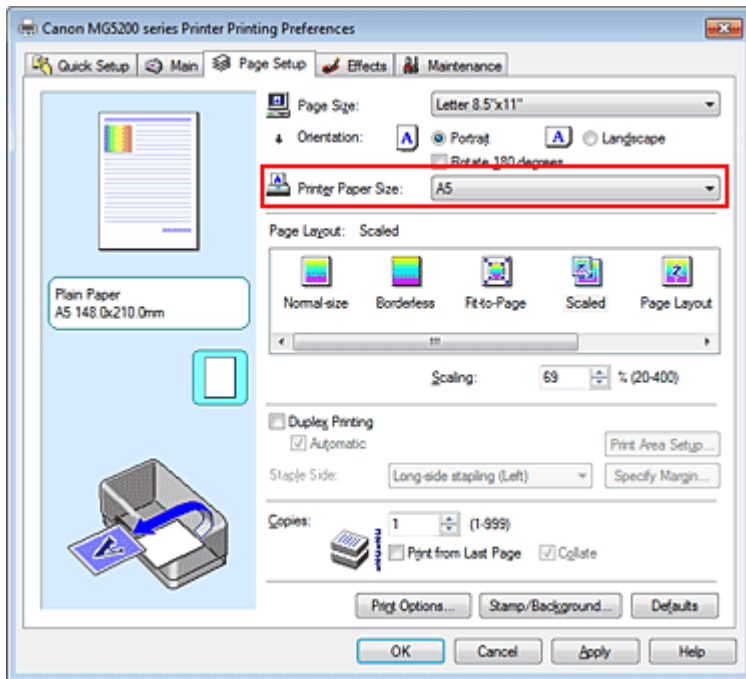 Canon MG5200 series Printer Printing Preferences
Quick Setup Main Page Setup Effects Maintenance
Page Size: Letter 8.5"x11"
Orientation: A Portrait A Landscape
Rotate 180 degrees
Printer Paper Size: A5
Page Layout: Scaled
Normal-size Borderless Fit-to-Page Scaled Page Layout
Plain Paper
A5 148.0x210.0mm
Scaling: 69 % (20-400)
Duplex Printing
Automatic Print Area Setup...
Staple Side: Long-side stapling (Left) Specify Margin...
Copies: 1 (1-999)
Print from Last Page Collate
Print Options... Stamp/Background... Defaults
OK Cancel Apply Help